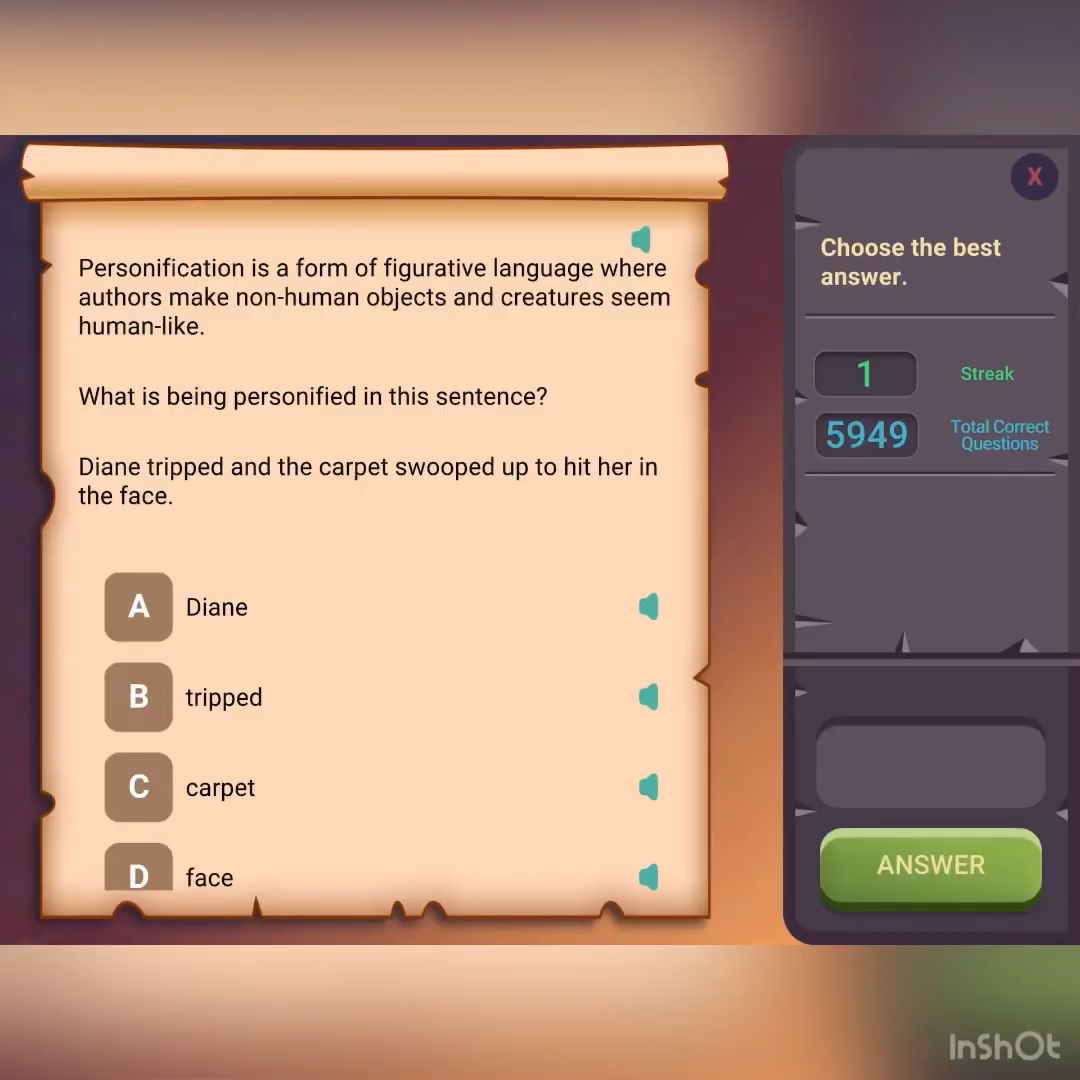 Personification is a form of figurative language where
authors make non-human objects and creatures seem
human-like.
What is being personified in this sentence?
Diane tripped and the carpet swooped up to hit her in
the face.
A Diane
B tripped
C carpet
D face
X
Choose the best
answer.
1 Streak
5949 Total Correct
Questions
ANSWER
InShOt